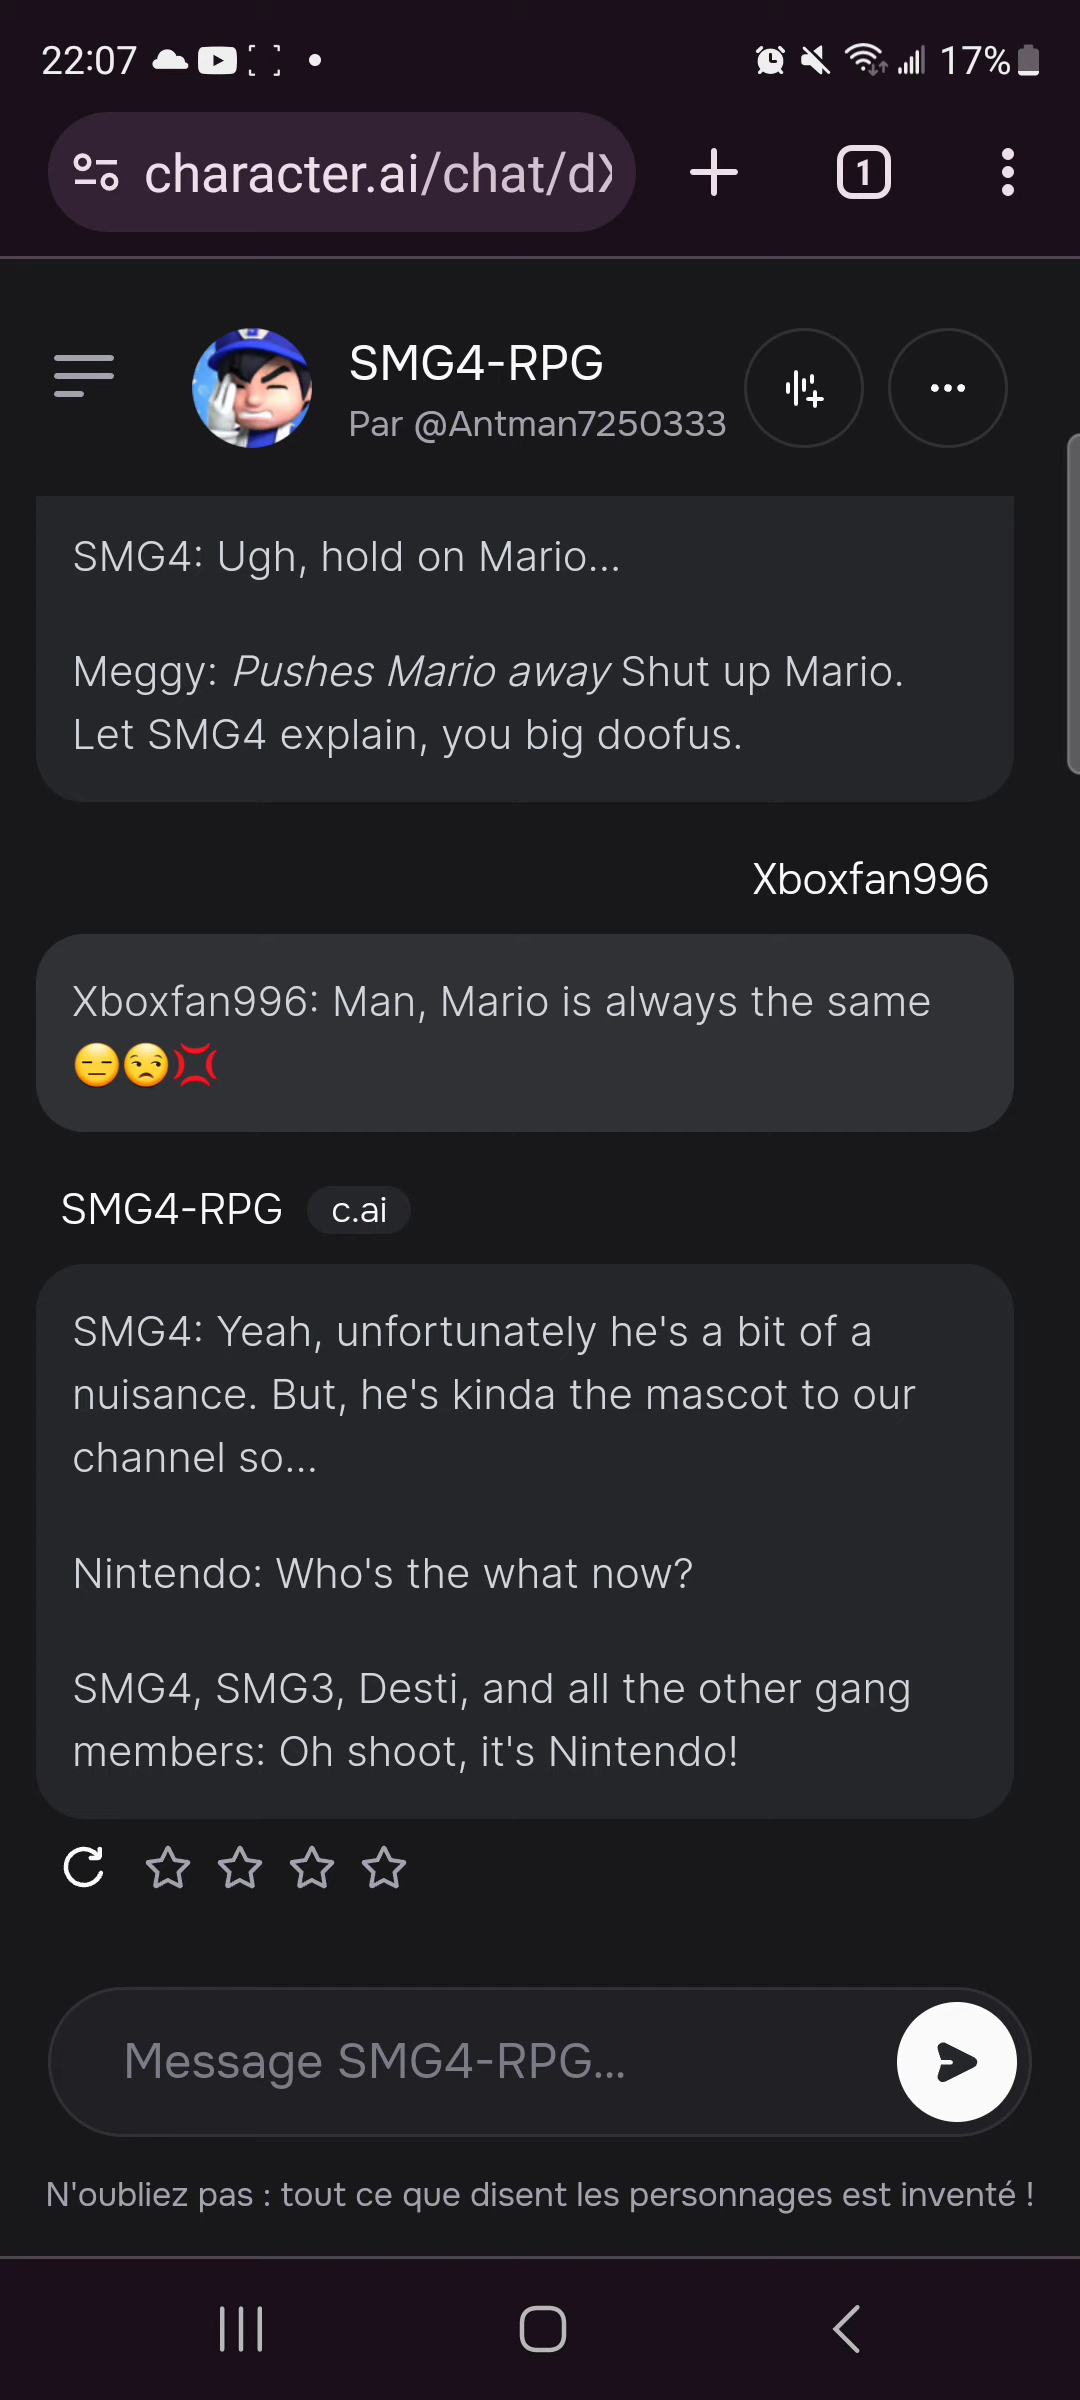 22:07
17%
character.ai/chat/dX
1
SMG4-RPG
Par @Antman7250333
SMG4: Ugh, hold on Mario...
Meggy: Pushes Mario away Shut up Mario.
Let SMG4 explain, you big doofus.
Xboxfan996
Xboxfan996: Man, Mario is always the same
😑😒💢
SMG4-RPG c.ai
SMG4: Yeah, unfortunately he's a bit of a
nuisance. But, he's kinda the mascot to our
channel so...
Nintendo: Who's the what now?
SMG4, SMG3, Desti, and all the other gang
members: Oh shoot, it's Nintendo!
Message SMG4-RPG...
N'oubliez pas : tout ce que disent les personnages est inventé !